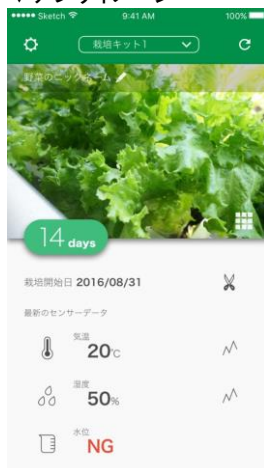 Sketch 9:41 AM 100%
栽培キット1
野菜のニックネーム
14 days
栽培開始日 2016/08/31
最新のセンサーデータ
気温
20℃
湿度
50%
水位
NG